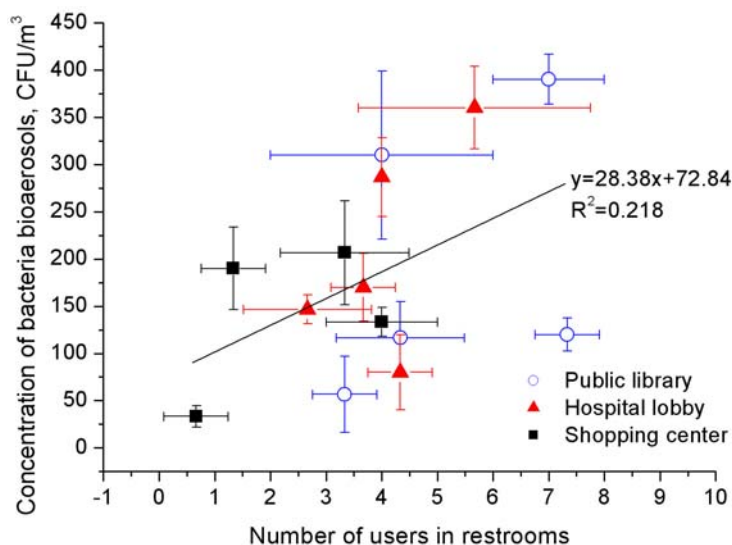 Concentration of bacteria bioaerosols, CFU/m³
450
400
350
300
250
200
150
100
50
0
y=28.38x+72.84
R²=0.218
Public library
Hospital lobby
Shopping center
-1 0 1 2 3 4 5 6 7 8 9 10
Number of users in restrooms